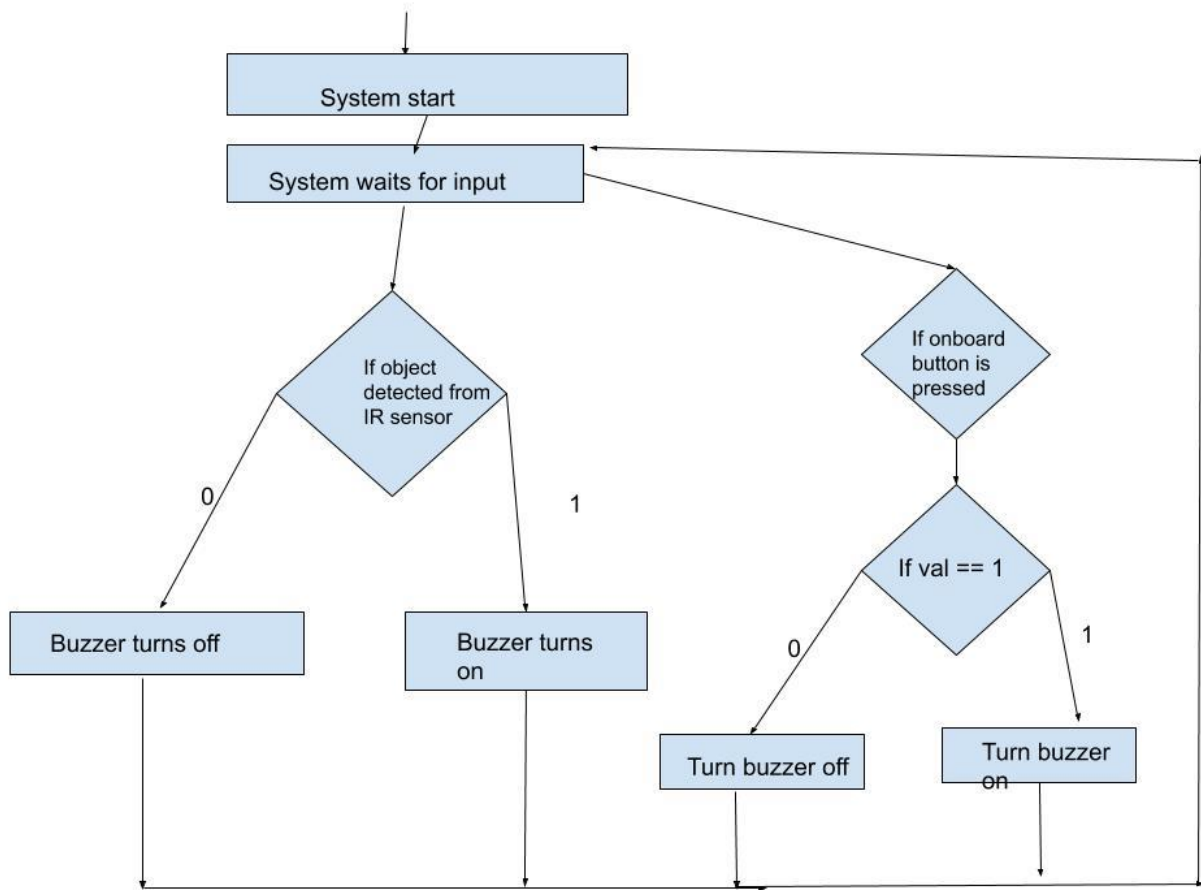 System start
System waits for input
If object
detected from
IR sensor
If onboard
button is
pressed
0
1
If val == 1
Buzzer turns off
Buzzer turns
on
0
1
Turn buzzer off
Turn buzzer
on